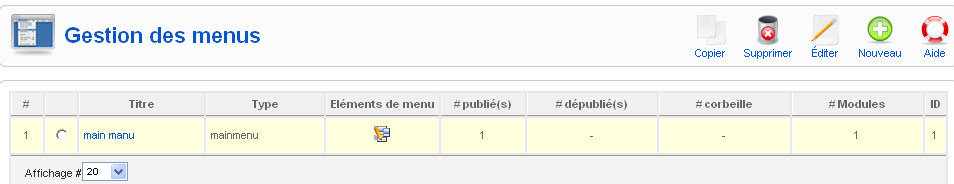 Gestion des menus
Copier Supprimer Éditer Nouveau Aide
# Titre Type Eléments de menu # publié(s) # dépublié(s) # corbeille # Modules ID
1 main manu mainmenu 1 - - 1 1
Affichage # 20